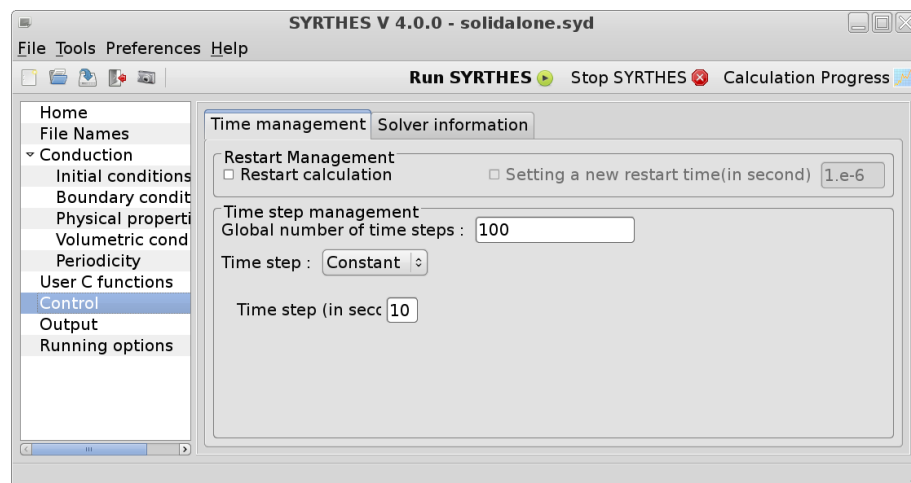 SYRTHES V 4.0.0 - solidalone.syd
File Tools Preferences Help
Run SYRTHES Stop SYRTHES Calculation Progress
Home
File Names
Conduction
Initial conditions
Boundary condit
Physical properti
Volumetric cond
Periodicity
User C functions
Control
Output
Running options
Time management Solver information
Restart Management
Restart calculation Setting a new restart time(in second) 1.e-6
Time step management
Global number of time steps : 100
Time step : Constant
Time step (in sec 10